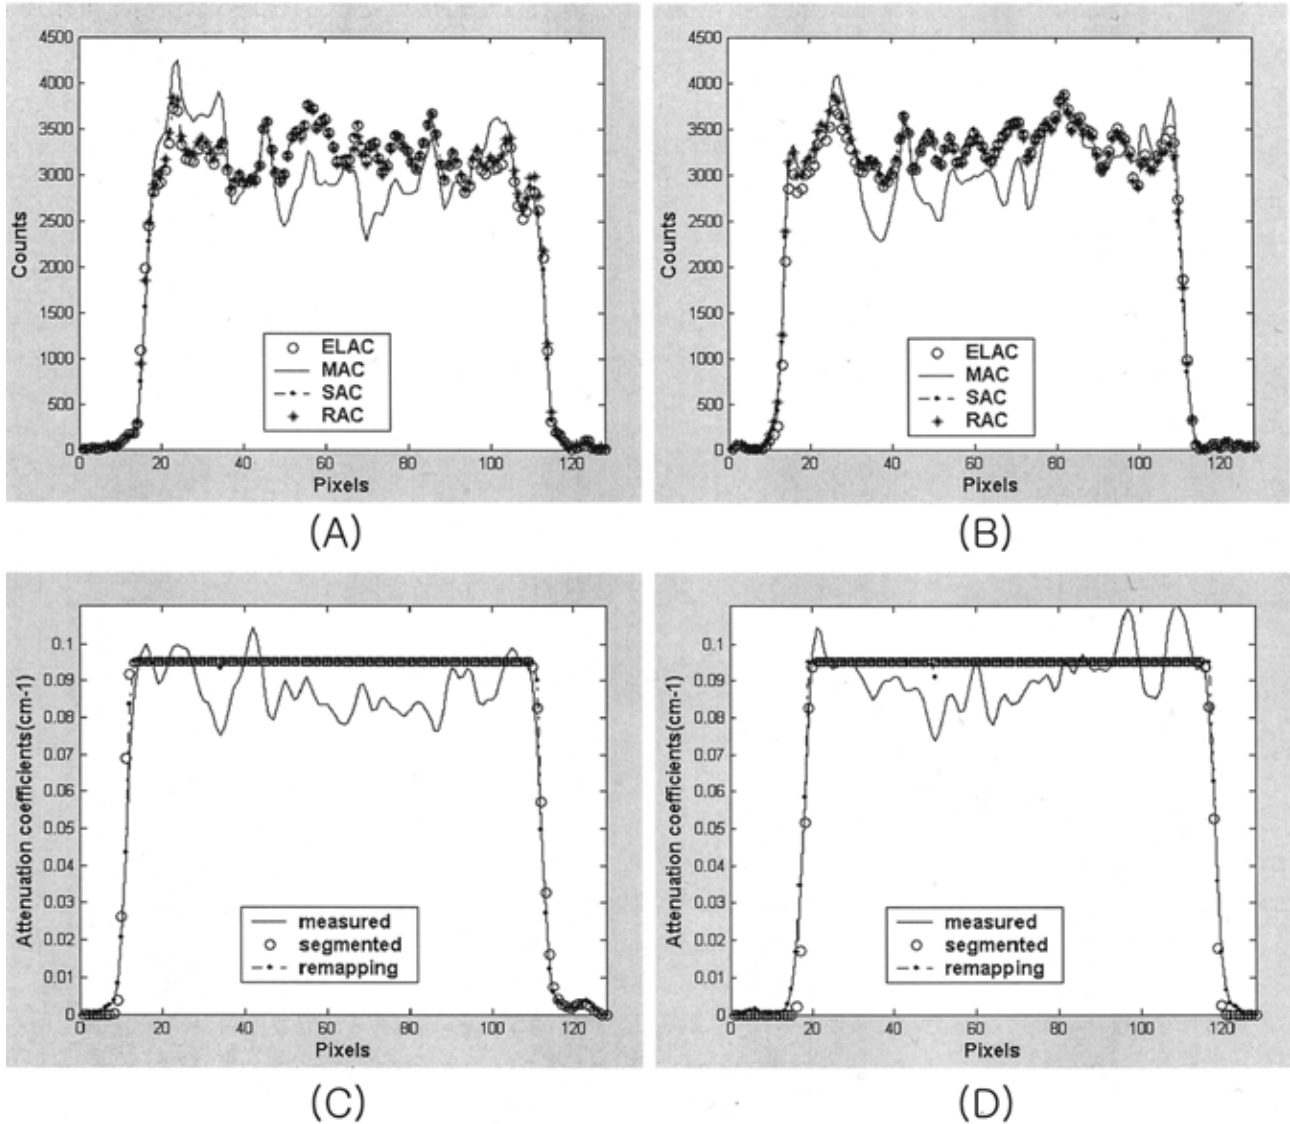 4500
4000
3500
3000
2500
2000
1500
1000
500
0
Counts
0
20
40
60
80
100
120
Pixels
ELAC
MAC
SAC
RAC
(A)
4500
4000
3500
3000
2500
2000
1500
1000
500
0
Counts
0
20
40
60
80
100
120
Pixels
ELAC
MAC
SAC
RAC
(B)
0.1
0.09
0.08
0.07
0.06
0.05
0.04
0.03
0.02
0.01
0
Attenuation coefficients(cm-1)
0
20
40
60
80
100
120
Pixels
measured
segmented
remapping
(C)
0.1
0.09
0.08
0.07
0.06
0.05
0.04
0.03
0.02
0.01
0
Attenuation coefficients(cm-1)
0
20
40
60
80
100
120
Pixels
measured
segmented
remapping
(D)